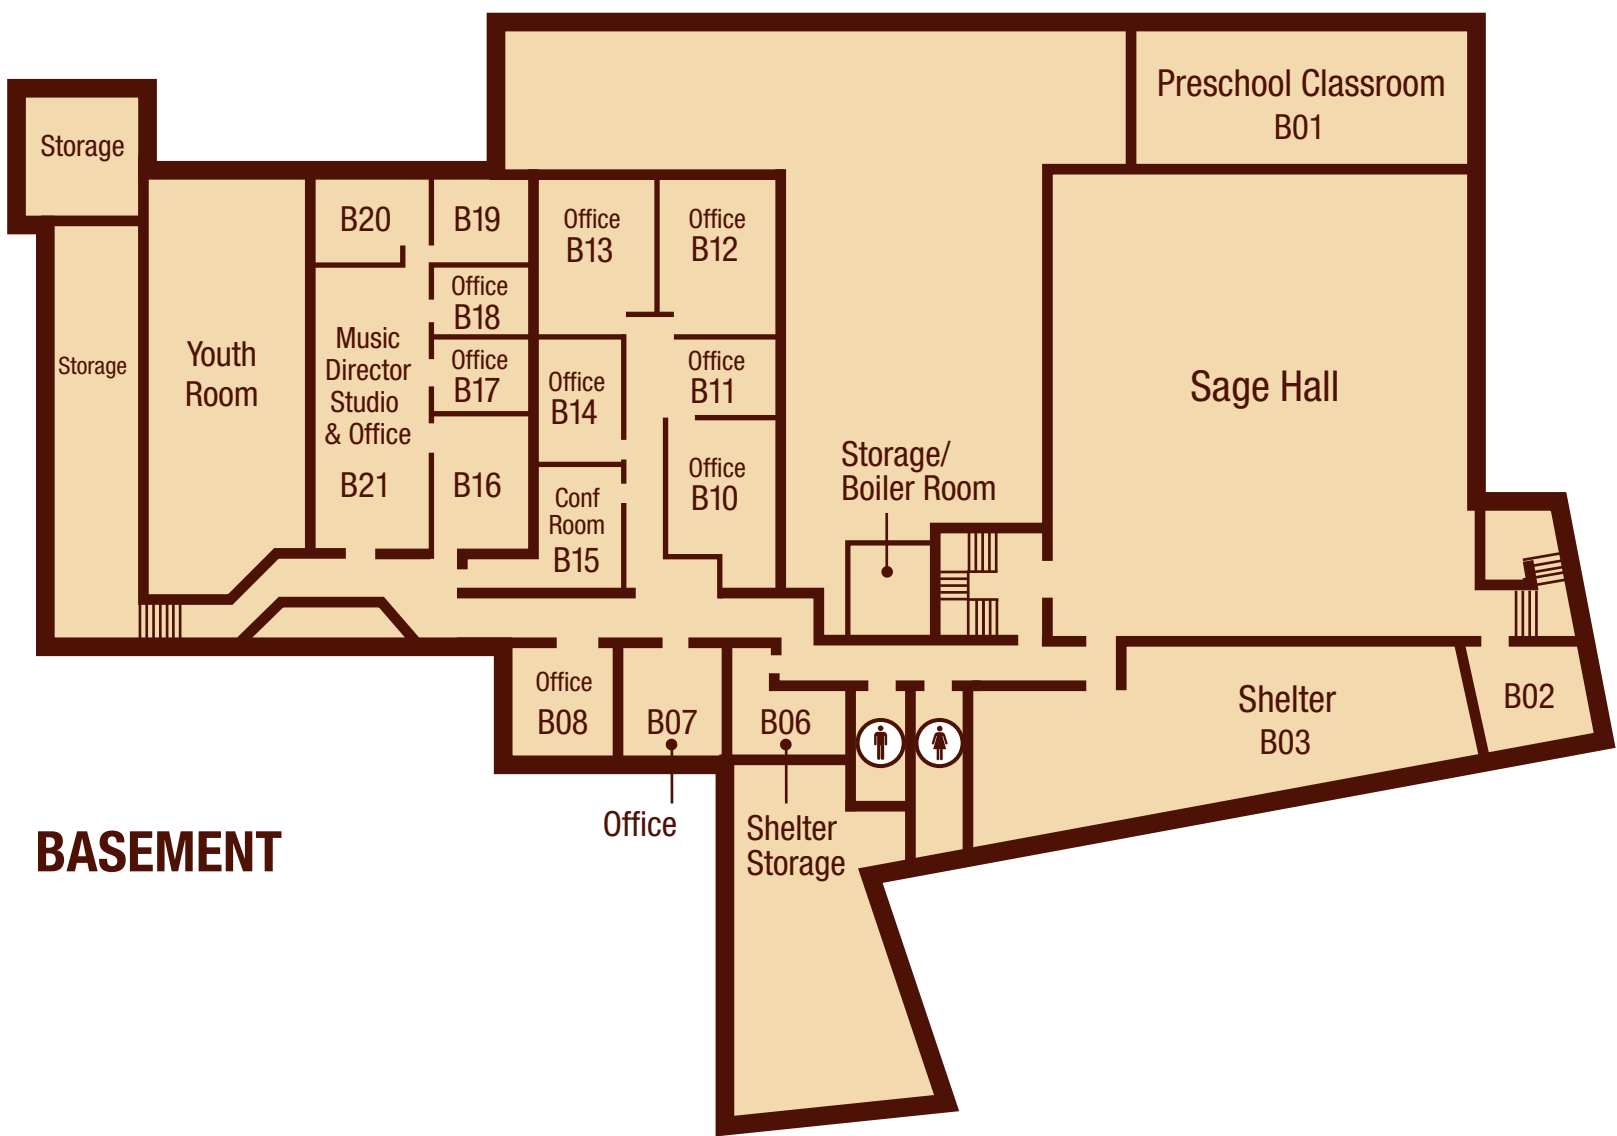 Preschool Classroom
B01
Storage
B20
B19
Office
B13
Office
B12
Office
B18
Music
Director
Studio
& Office
B21
Youth
Room
Storage
Office
B17
Office
B14
Office
B11
Sage Hall
B16
Conf
Room
B15
Office
B10
Storage/
Boiler Room
Office
B08
B07
Office
B06
Shelter
Storage
Shelter
B03
B02
BASEMENT